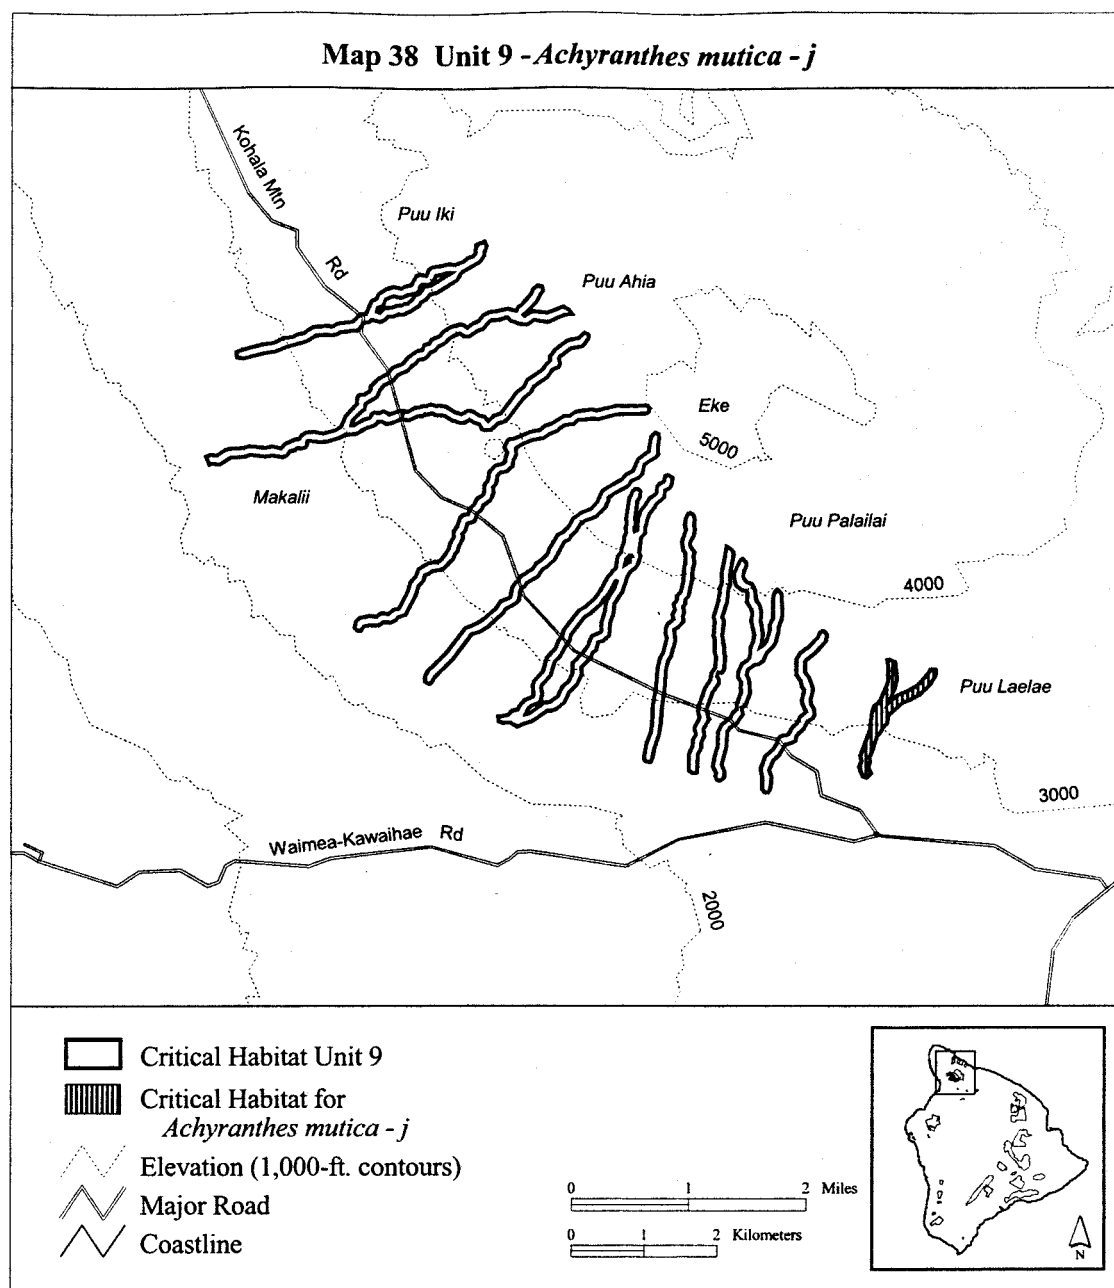 Map 38 Unit 9 - Achyranthes mutica - j
Kohala Mtn
Rd
Puu Iki
Puu Ahia
Eke
5000
Makalii
Puu Palailai
4000
Puu Laelae
3000
Waimea-Kawaihae Rd
2000
Critical Habitat Unit 9
Critical Habitat for
Achyranthes mutica - j
Elevation (1,000-ft. contours)
Major Road
Coastline
0 1 2 Miles
0 1 2 Kilometers
N